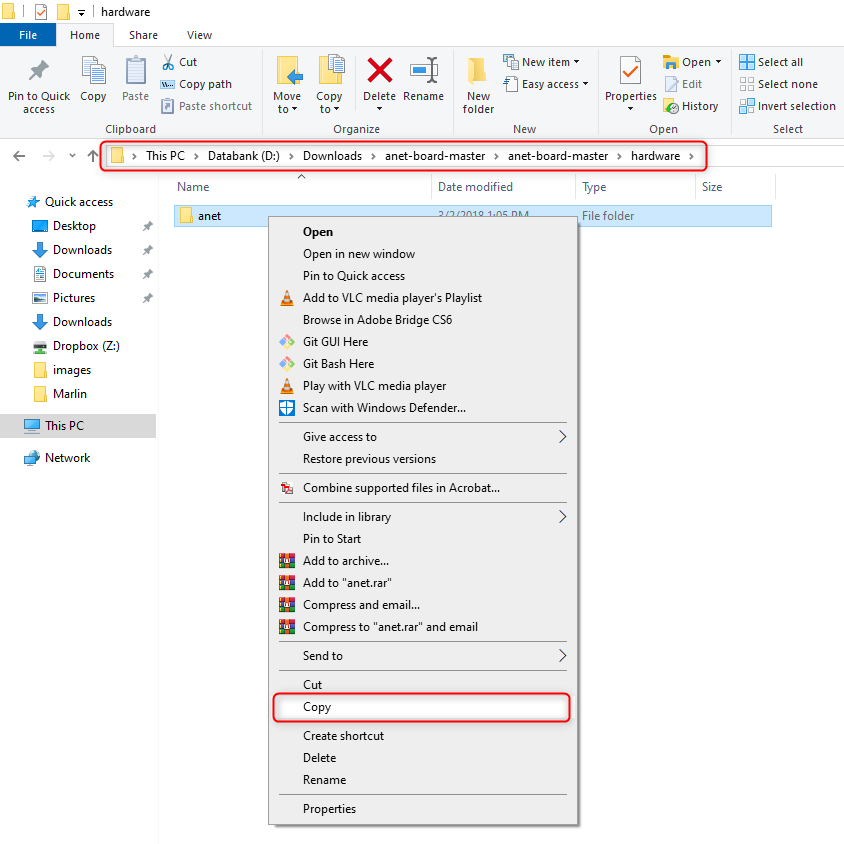 hardware
File Home Share View
Pin to Quick access
Copy
Paste
Cut
Copy path
Paste shortcut
Clipboard
Move to
Copy to
Delete
Rename
Organize
New folder
New item
Easy access
New
Properties
Open
Edit
History
Open
Select all
Select none
Invert selection
Select
This PC > Databank (D:) > Downloads > anet-board-master > anet-board-master > hardware >
Name Date modified Type Size
anet 3/2/2018 1:05 PM File folder
Quick access
Desktop
Downloads
Documents
Pictures
Downloads
Dropbox (Z:)
images
Marlin
This PC
Network
Open
Open in new window
Pin to Quick access
Add to VLC media player's Playlist
Browse in Adobe Bridge CS6
Git GUI Here
Git Bash Here
Play with VLC media player
Scan with Windows Defender...
Give access to
Restore previous versions
Combine supported files in Acrobat...
Include in library
Pin to Start
Add to archive...
Add to "anet.rar"
Compress and email...
Compress to "anet.rar" and email
Send to
Cut
Copy
Create shortcut
Delete
Rename
Properties